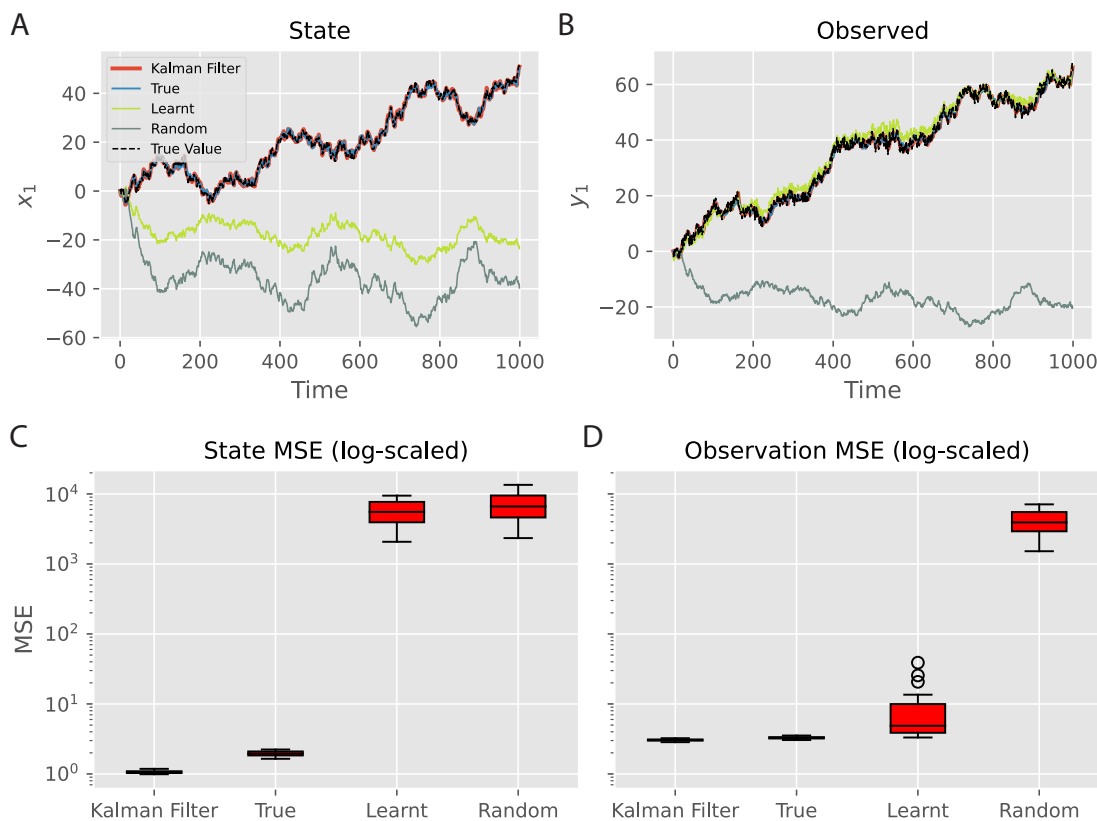 A
State
Kalman Filter
True
Learnt
Random
True Value
40
20
0
−20
−40
−60
x1
0
200
400
600
800
1000
Time
B
Observed
60
40
20
0
−20
y1
0
200
400
600
800
1000
Time
C
State MSE (log-scaled)
10^4
10^3
10^2
10^1
10^0
MSE
Kalman Filter
True
Learnt
Random
D
Observation MSE (log-scaled)
Kalman Filter
True
Learnt
Random